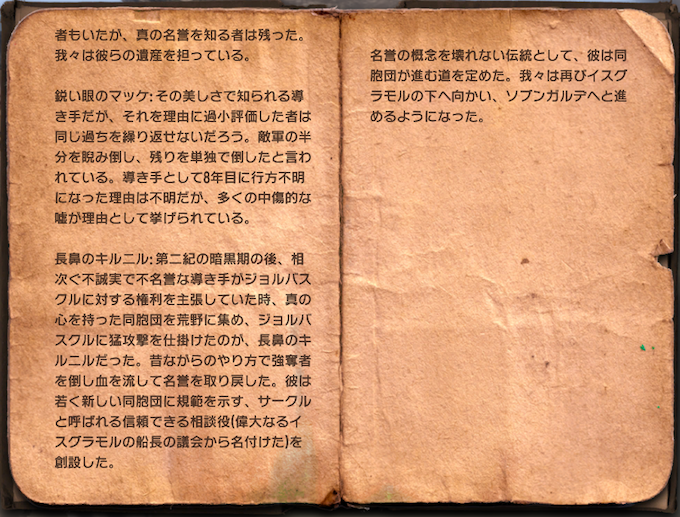 者もいたが、真の名誉を知る者は残った。
我々は彼らの遺産を担っている。
鋭い眼のマッケ: その美しさで知られる導
き手だが、それを理由に過小評価した者は
同じ過ちを繰り返せないだろう。敵軍の半
分を睨み倒し、残りを単独で倒したと言わ
れている。導き手として8年目に行方不明
になった理由は不明だが、多くの中傷的な
嘘が理由として挙げられている。
長鼻のキルニル: 第二紀の暗黒期の後、相
次ぐ不誠実で不名誉な導き手がジョルバス
クルに対する権利を主張していた時、真の
心を持った同胞団を荒野に集め、ジョルバ
スクルに猛攻撃を仕掛けたのが、長鼻のキ
ルニルだった。昔ながらのやり方で強奪者
を倒し血を流して名誉を取り戻した。彼は
若く新しい同胞団に規範を示す、サークル
と呼ばれる信頼できる相談役(偉大なるイ
スグラモルの船長の議会から名付けた)を
創設した。
名誉の概念を壊れない伝統として、彼は同
胞団が進む道を定めた。我々は再びイスグ
ラモルの下へ向かい、ソブンガルデへと進
めるようになった。